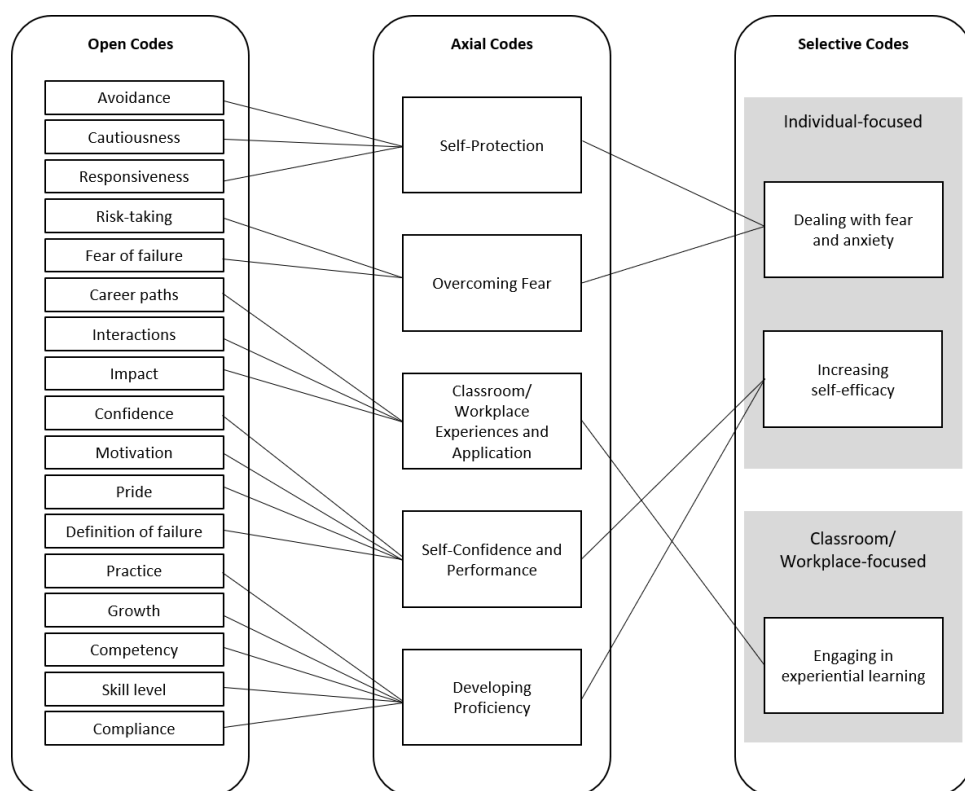 Open Codes
Avoidance
Cautiousness
Responsiveness
Risk-taking
Fear of failure
Career paths
Interactions
Impact
Confidence
Motivation
Pride
Definition of failure
Practice
Growth
Competency
Skill level
Compliance
Axial Codes
Self-Protection
Overcoming Fear
Classroom/
Workplace
Experiences and
Application
Self-Confidence and
Performance
Developing
Proficiency
Selective Codes
Individual-focused
Dealing with fear
and anxiety
Increasing
self-efficacy
Classroom/
Workplace-focused
Engaging in
experiential learning